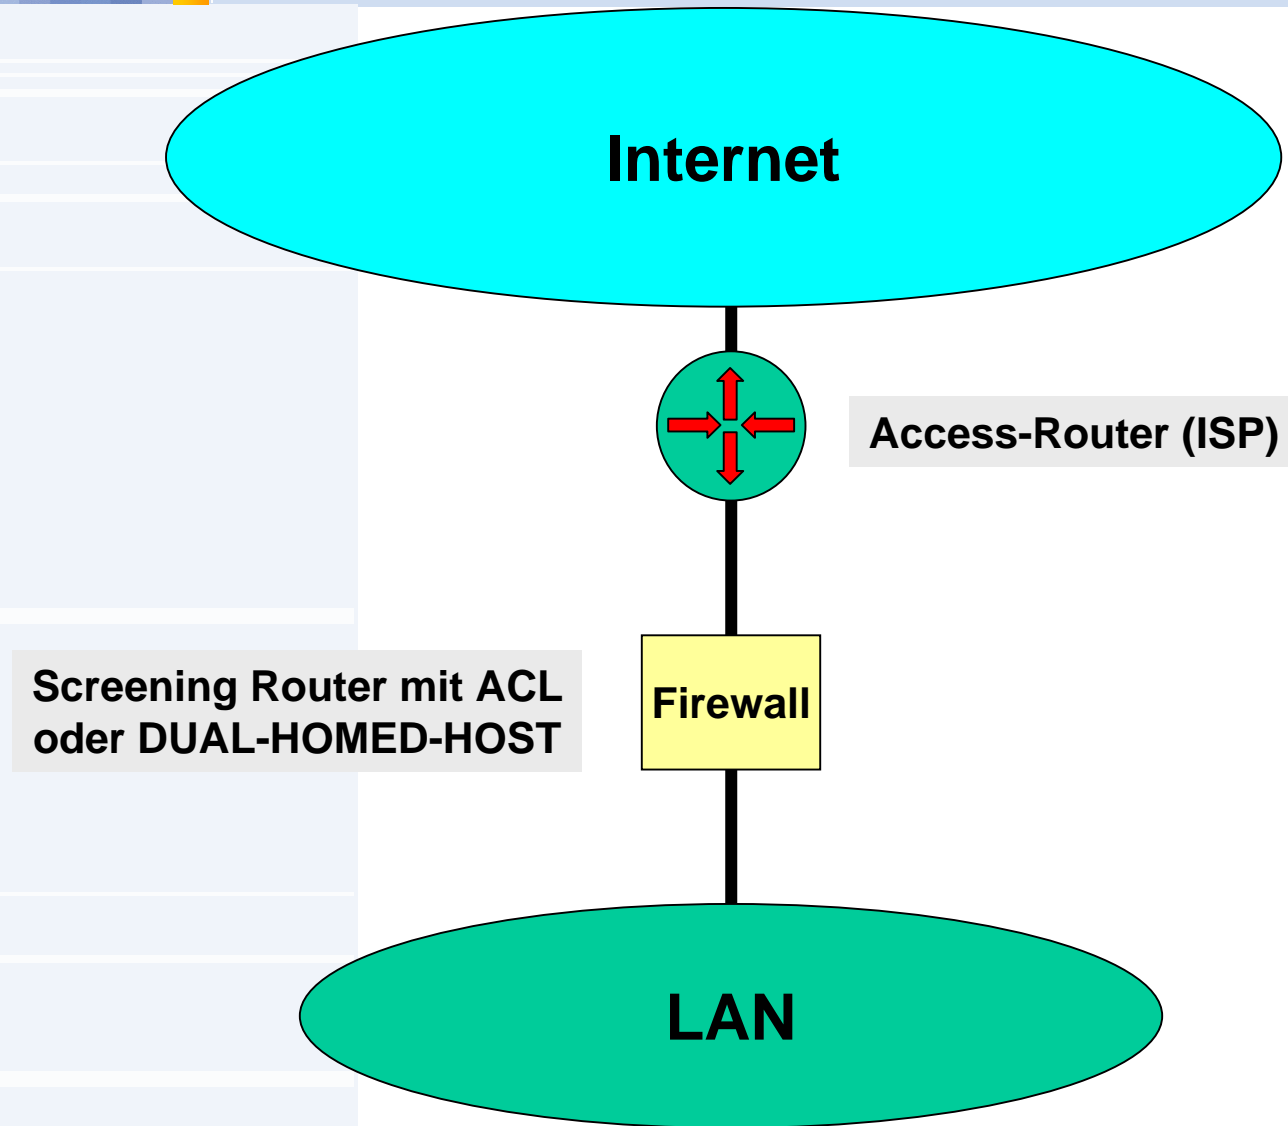 Internet
Access-Router (ISP)
Screening Router mit ACL
oder DUAL-HOMED-HOST
Firewall
LAN